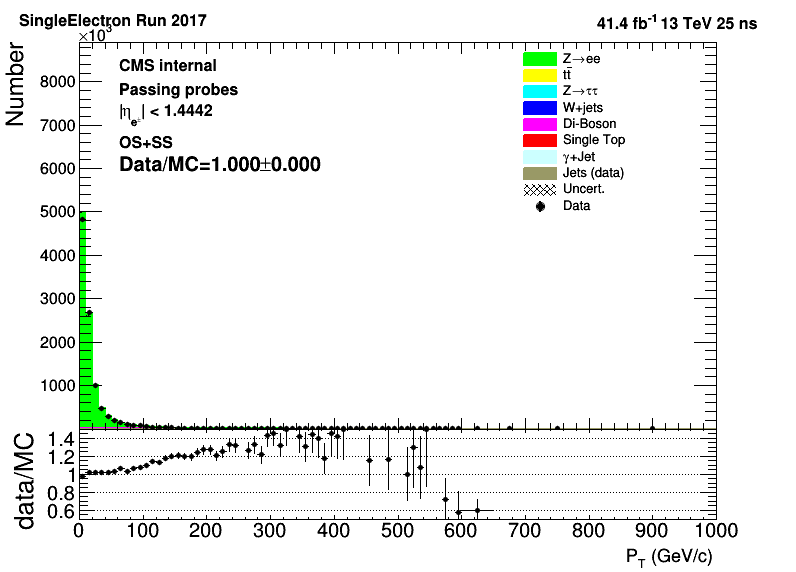 SingleElectron Run 2017
41.4 fb⁻¹ 13 TeV 25 ns
×10³
Number
CMS internal
Passing probes
|η_e±| < 1.4442
OS+SS
Data/MC=1.000±0.000
Z→ee
tt̄
Z→ττ
W+jets
Di-Boson
Single Top
γ+Jet
Jets (data)
Uncert.
Data
8000
7000
6000
5000
4000
3000
2000
1000
data/MC
1.4
1.2
1
0.8
0.6
0 100 200 300 400 500 600 700 800 900 1000
P_T (GeV/c)